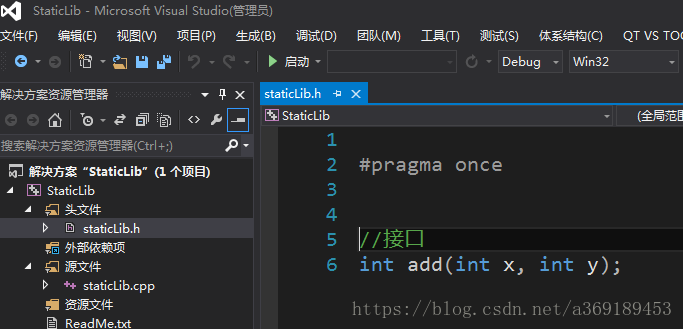 StaticLib - Microsoft Visual Studio(管理员)
文件(F) 编辑(E) 视图(V) 项目(P) 生成(B) 调试(D) 团队(M) 工具(T) 测试(S) 体系结构(C) QT VS TOO
启动 Debug Win32
解决方案资源管理器
搜索解决方案资源管理器(Ctrl+;)
解决方案"StaticLib" (1 个项目)
StaticLib
头文件
staticLib.h
外部依赖项
源文件
staticLib.cpp
资源文件
ReadMe.txt
staticLib.h
StaticLib (全局范围
1
2 #pragma once
3
4
5 //接口
6 int add(int x, int y);
https://blog.csdn.net/a369189453